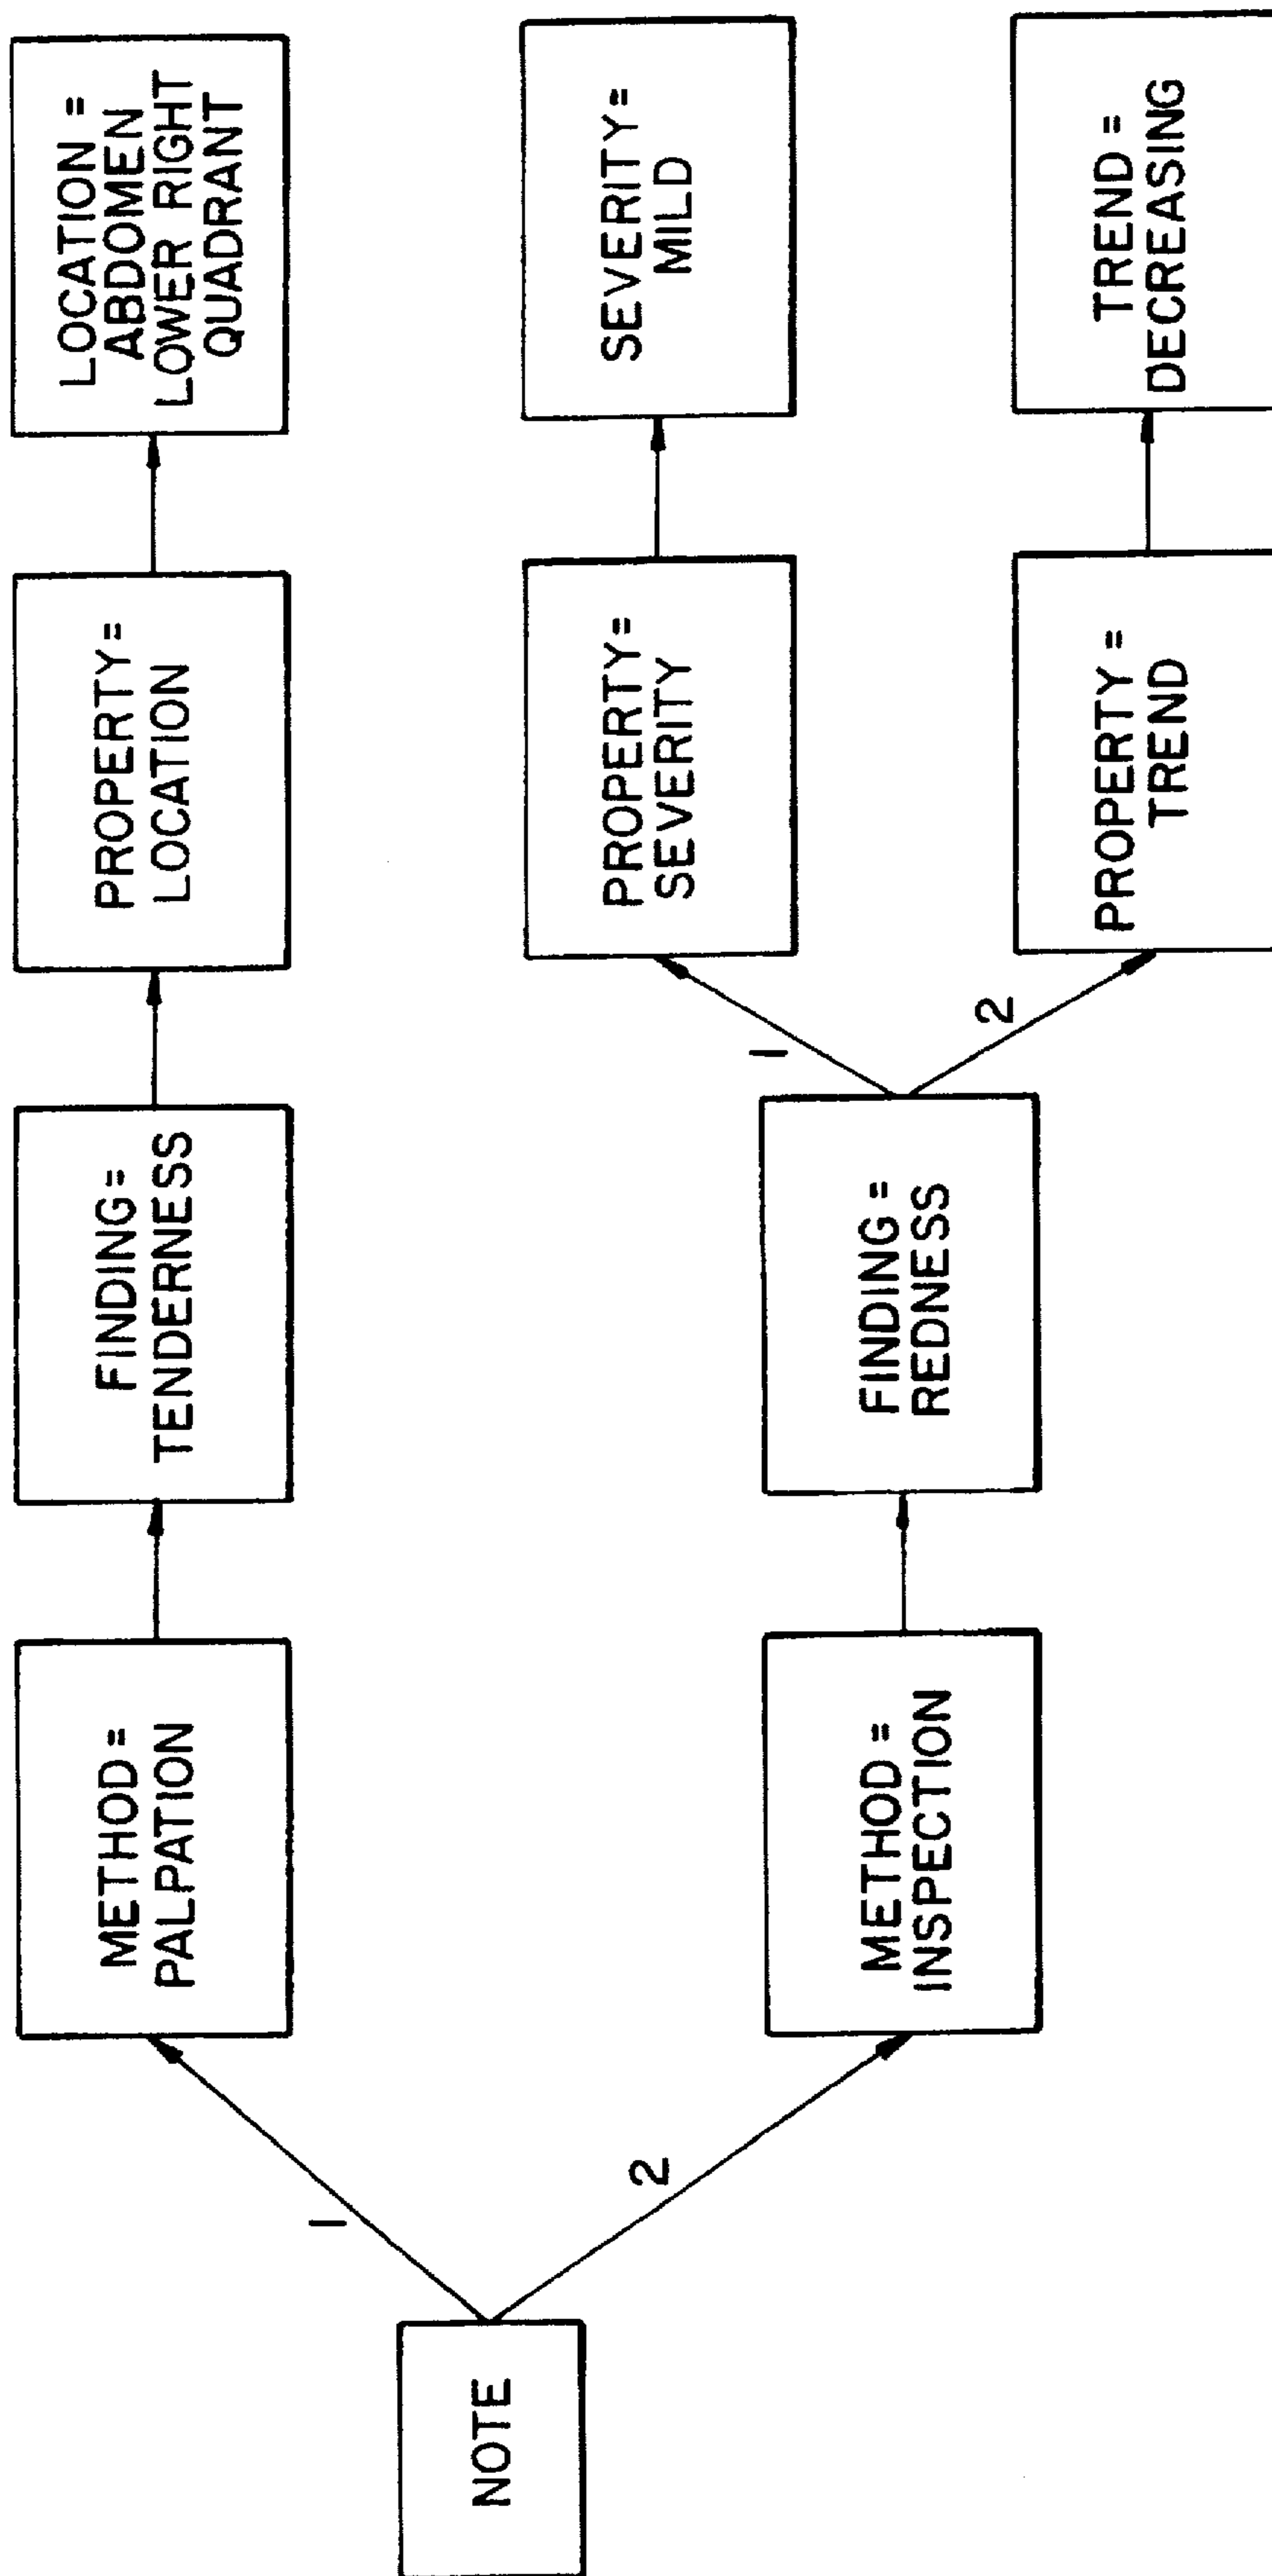 NOTE
1
2
METHOD=
PALPATION
FINDING=
TENDERNESS
PROPERTY=
LOCATION
LOCATION =
ABDOMEN
LOWER RIGHT
QUADRANT
METHOD=
INSPECTION
FINDING=
REDNESS
1
2
PROPERTY=
SEVERITY
SEVERITY=
MILD
PROPERTY=
TREND
TREND =
DECREASING